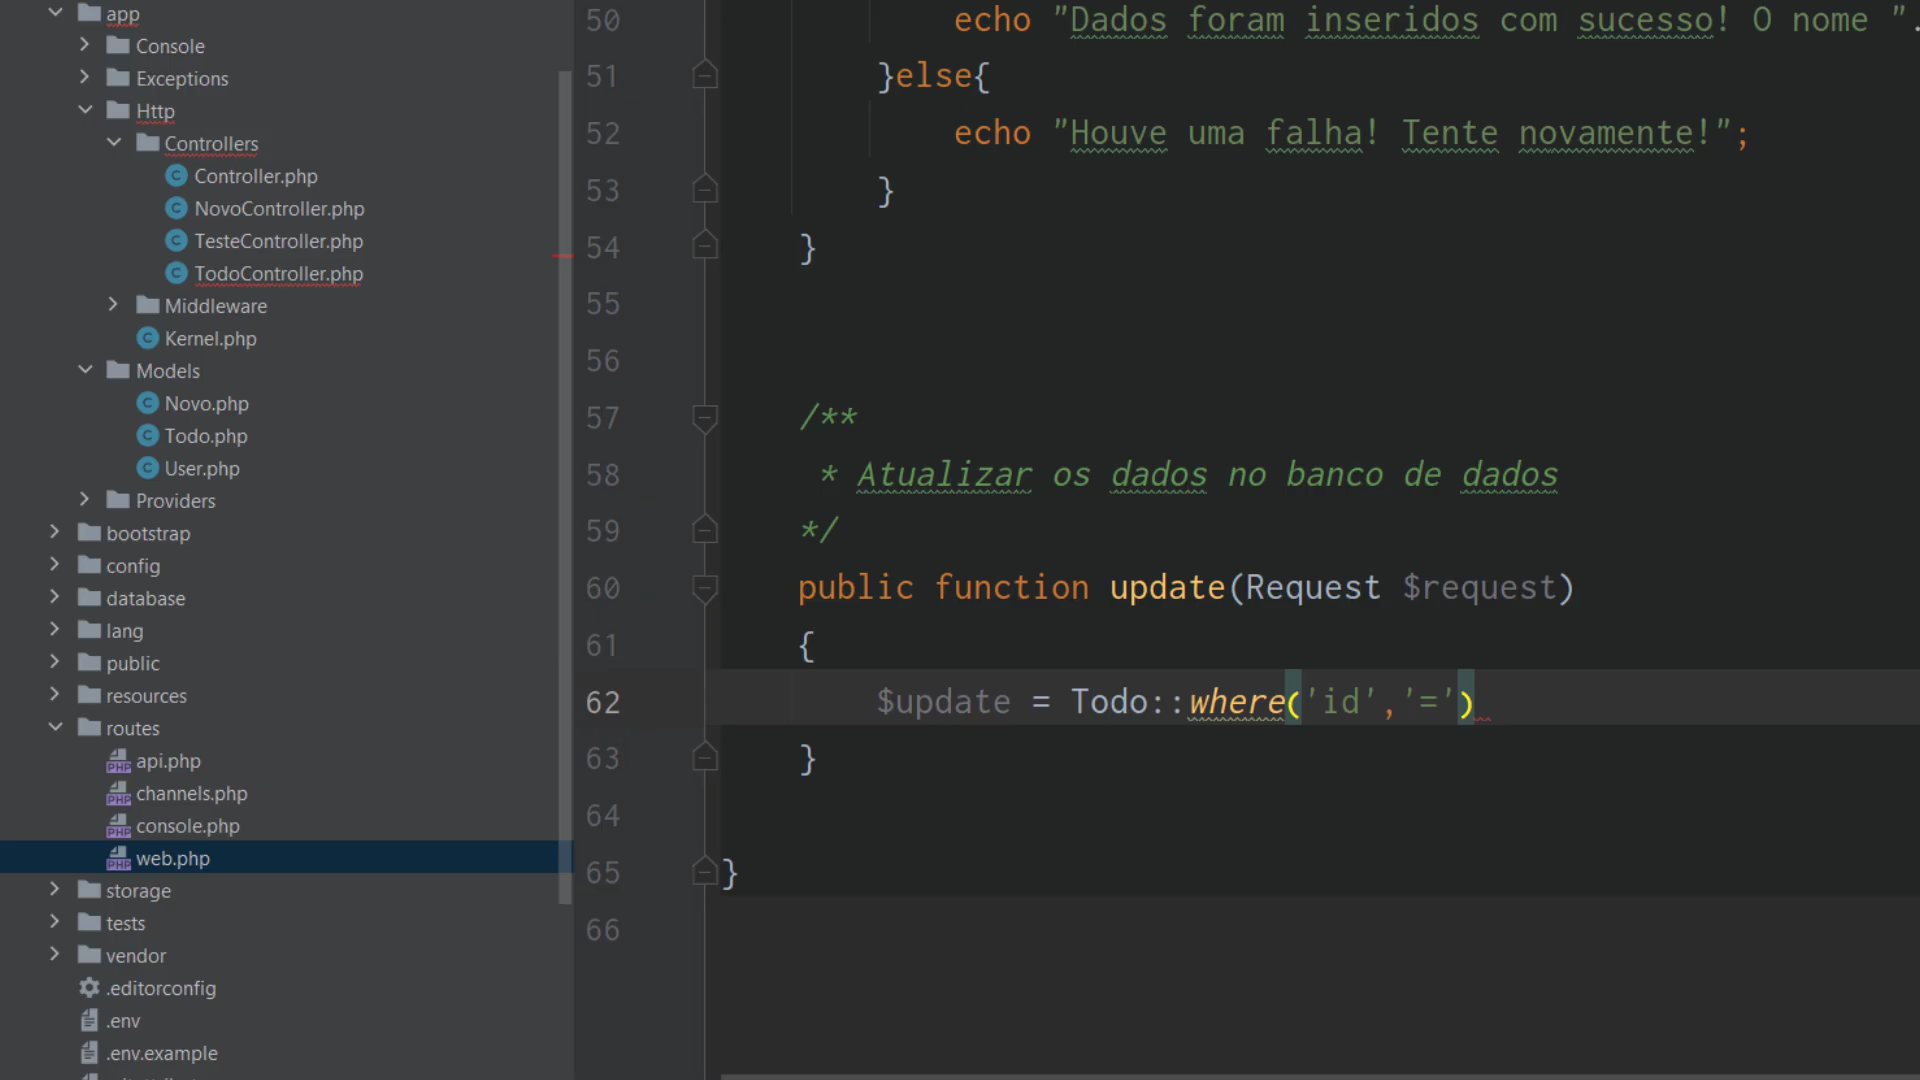 app
Console
Exceptions
Http
Controllers
Controller.php
NovoController.php
TesteController.php
TodoController.php
Middleware
Kernel.php
Models
Novo.php
Todo.php
User.php
Providers
bootstrap
config
database
lang
public
resources
routes
api.php
channels.php
console.php
web.php
storage
tests
vendor
.editorconfig
.env
.env.example
50 echo "Dados foram inseridos com sucesso! O nome ".
51 }else{
52 echo "Houve uma falha! Tente novamente!";
53 }
54 }
55
56
57 /**
58 * Atualizar os dados no banco de dados
59 */
60 public function update(Request $request)
61 {
62 $update = Todo::where('id','=')
63 }
64
65 }
66